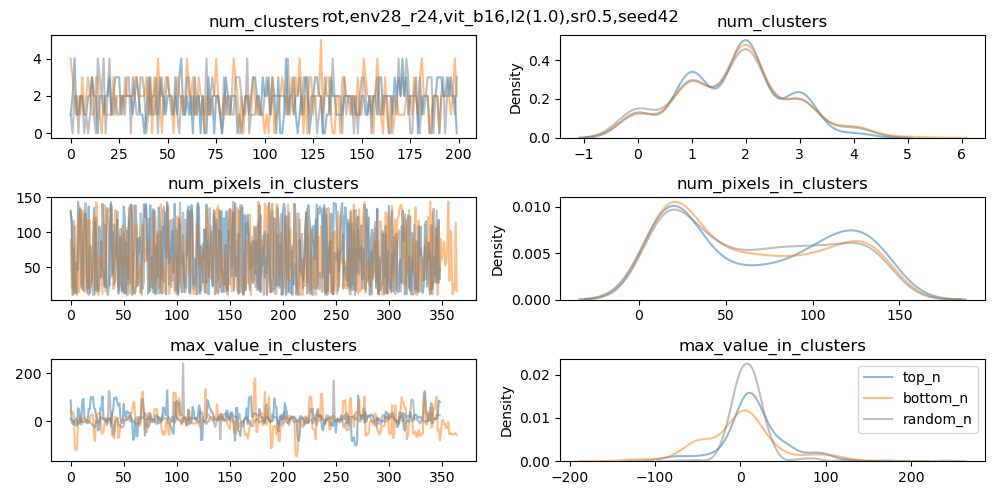 rot,env28_r24,vit_b16,l2(1.0),sr0.5,seed42
num_clusters
4
2
0
0 25 50 75 100 125 150 175 200
num_clusters
Density
0.4
0.2
0.0
−1 0 1 2 3 4 5 6
num_pixels_in_clusters
150
100
50
0 50 100 150 200 250 300 350
num_pixels_in_clusters
Density
0.010
0.005
0.000
0 50 100 150
max_value_in_clusters
200
0
0 50 100 150 200 250 300 350
max_value_in_clusters
Density
0.02
0.01
0.00
−200 −100 0 100 200
top_n
bottom_n
random_n